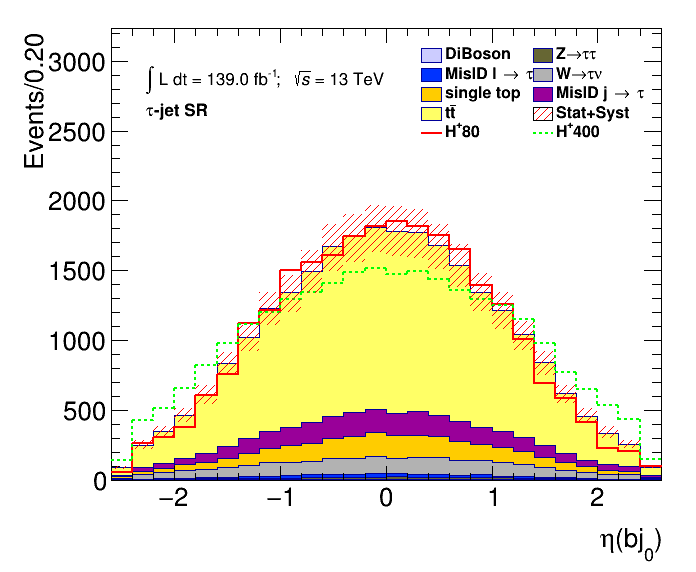 Events/0.20
3000
2500
2000
1500
1000
500
0
∫ L dt = 139.0 fb⁻¹; √s = 13 TeV
τ-jet SR
DiBoson Z→ττ
MisID l → τ W→τν
single top MisID j → τ
tt̄ Stat+Syst
H⁺80 H⁺400
−2 −1 0 1 2
η(bj₀)